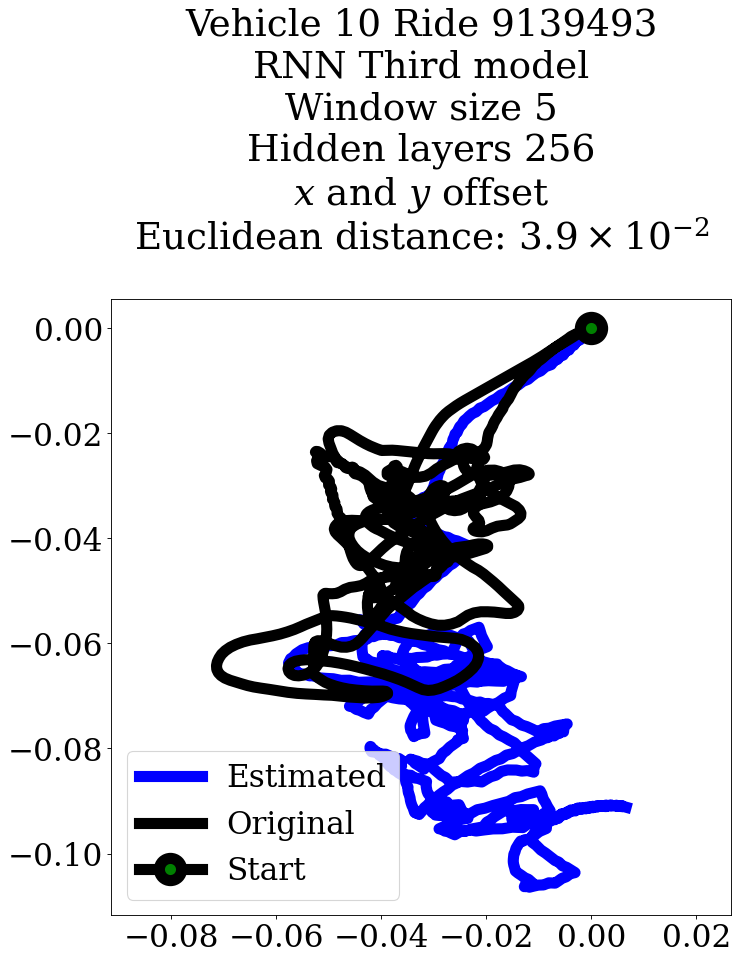 Vehicle 10 Ride 9139493
RNN Third model
Window size 5
Hidden layers 256
x and y offset
Euclidean distance: 3.9 × 10⁻²
0.00
−0.02
−0.04
−0.06
−0.08
−0.10
Estimated
Original
Start
−0.08 −0.06 −0.04 −0.02 0.00 0.02